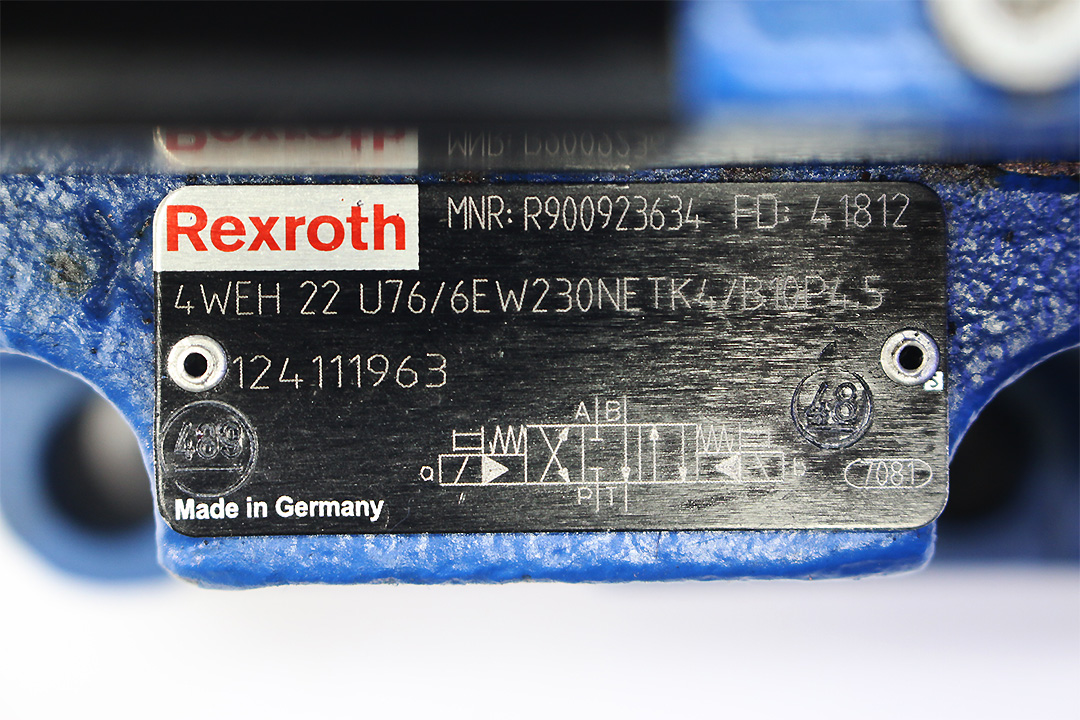 Rexroth
MNR: R900923634 FD: 41812
4WEH 22 U76/6EW230NETK4/B10P4,5
124111963
48
489
A B
a
b
P T
7081
Made in Germany